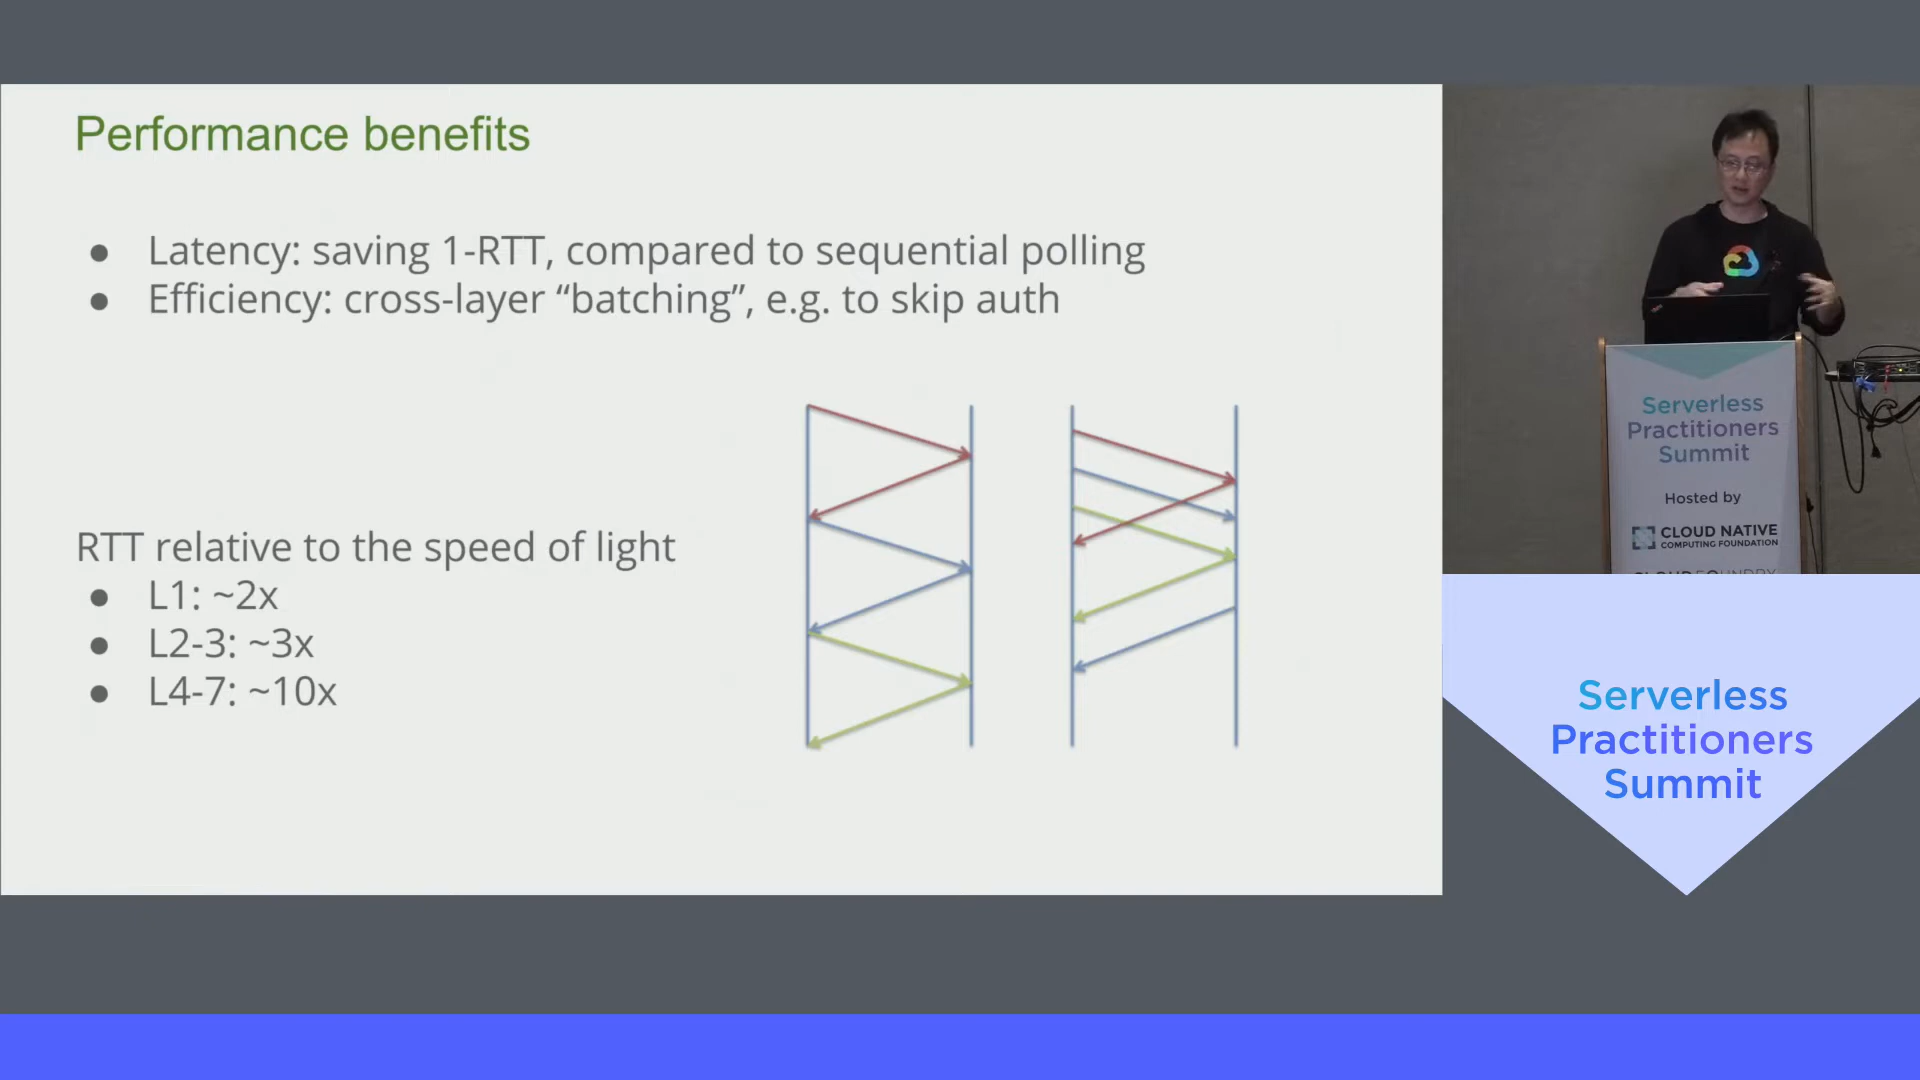 Performance benefits
● Latency: saving 1-RTT, compared to sequential polling
● Efficiency: cross-layer “batching”, e.g. to skip auth
RTT relative to the speed of light
● L1: ~2x
● L2-3: ~3x
● L4-7: ~10x
Serverless
Practitioners
Summit
Hosted by
CLOUD NATIVE
COMPUTING FOUNDATION
CLOUD FOUNDRY
Serverless
Practitioners
Summit